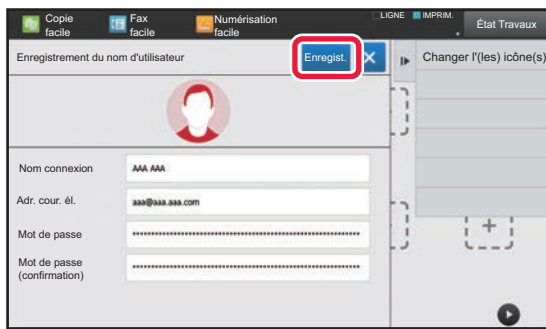 Copie facile
Fax facile
Numérisation facile
LIGNE
IMPRIM.
État Travaux
Enregistrement du nom d'utilisateur
Enregist.
Changer l'(les) icône(s)
Nom connexion
AAA AAA
Adr. cour. él.
aaa@aaa.aaa.com
Mot de passe
Mot de passe
(confirmation)